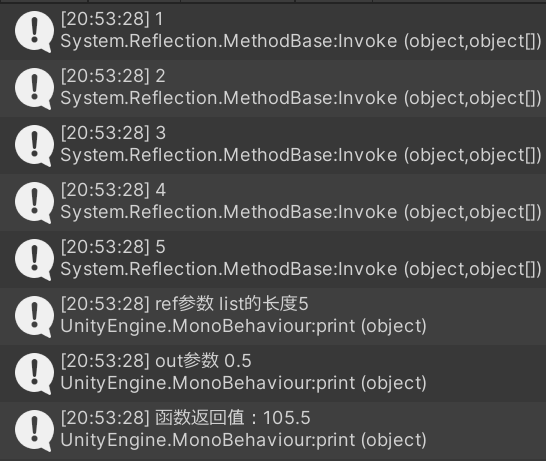 [20:53:28] 1
System.Reflection.MethodBase:Invoke (object,object[])
[20:53:28] 2
System.Reflection.MethodBase:Invoke (object,object[])
[20:53:28] 3
System.Reflection.MethodBase:Invoke (object,object[])
[20:53:28] 4
System.Reflection.MethodBase:Invoke (object,object[])
[20:53:28] 5
System.Reflection.MethodBase:Invoke (object,object[])
[20:53:28] ref参数 list的长度5
UnityEngine.MonoBehaviour:print (object)
[20:53:28] out参数 0.5
UnityEngine.MonoBehaviour:print (object)
[20:53:28] 函数返回值：105.5
UnityEngine.MonoBehaviour:print (object)